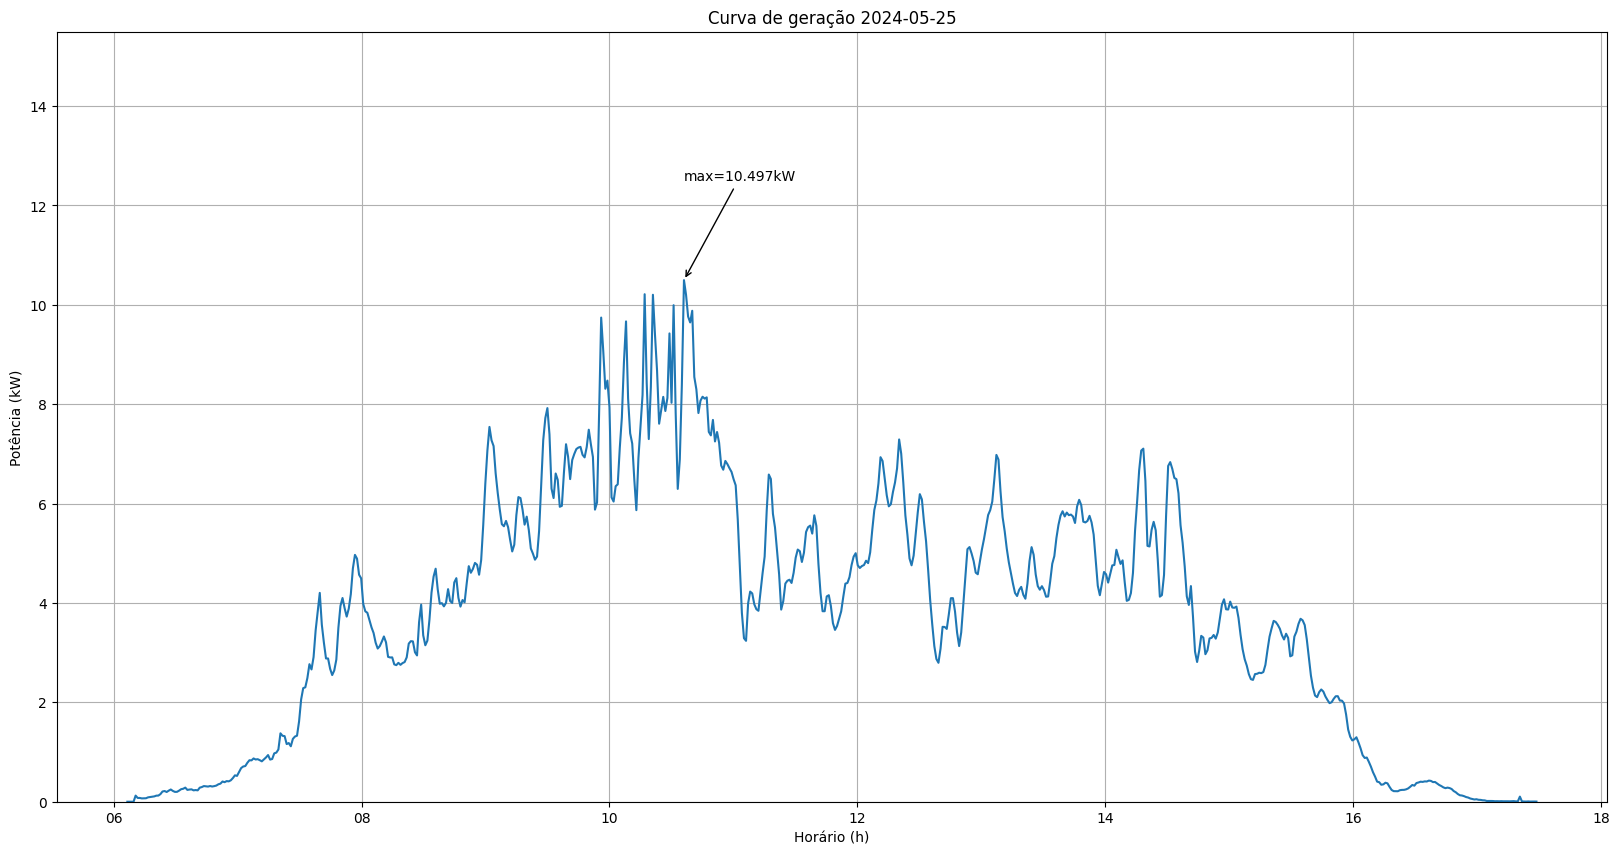 Curva de geração 2024-05-25
14
max=10.497kW
12
10
8
6
4
2
0
Potência (kW)
06 08 10 12 14 16 18
Horário (h)